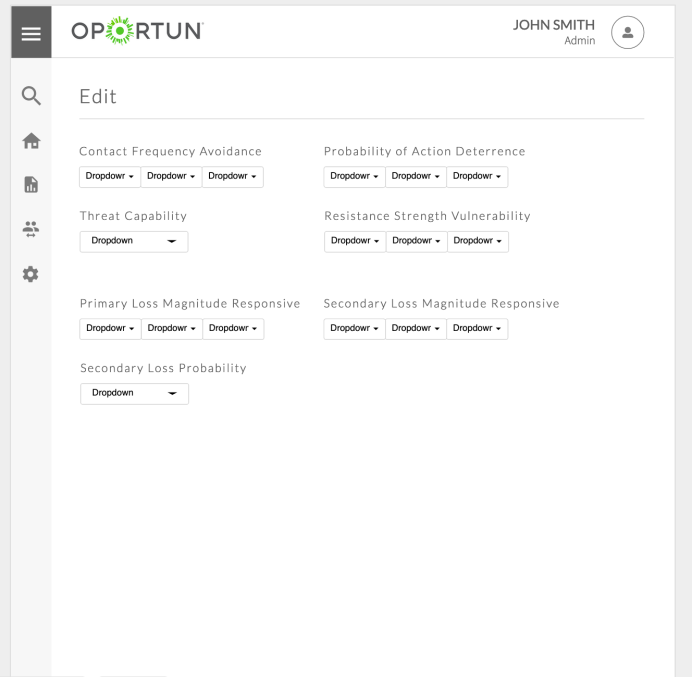 OPORTUN
JOHN SMITH
Admin
Edit
Contact Frequency Avoidance
Probability of Action Deterrence
Dropdowr Dropdowr Dropdowr
Dropdowr Dropdowr Dropdowr
Threat Capability
Resistance Strength Vulnerability
Dropdown
Dropdowr Dropdowr Dropdowr
Primary Loss Magnitude Responsive
Secondary Loss Magnitude Responsive
Dropdowr Dropdowr Dropdowr
Dropdowr Dropdowr Dropdowr
Secondary Loss Probability
Dropdown